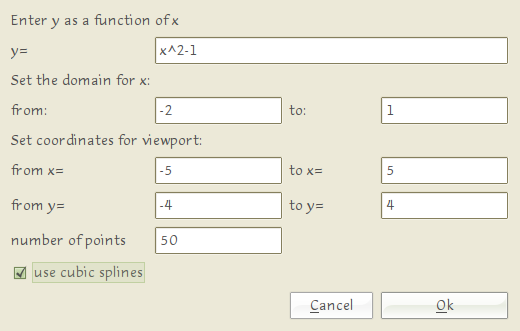 Enter y as a function of x
y= x^2-1
Set the domain for x:
from: -2 to: 1
Set coordinates for viewport:
from x= -5 to x= 5
from y= -4 to y= 4
number of points 50
use cubic splines
Cancel Ok